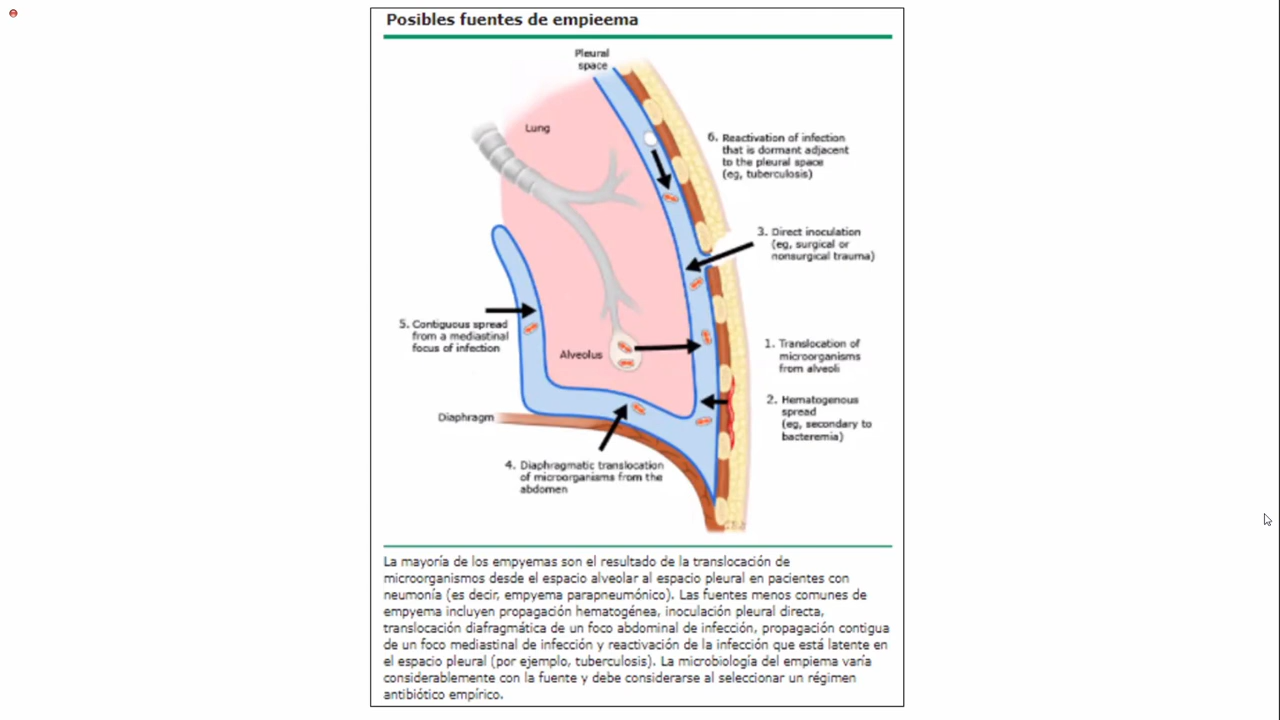 Posibles fuentes de empieema
Pleural
space
Lung
6. Reactivation of infection
that is dormant adjacent
to the pleural space
(eg, tuberculosis)
3. Direct inoculation
(eg, surgical or
nonsurgical trauma)
5. Contiguous spread
from a mediastinal
focus of infection
Alveolus
1. Translocation of
microorganisms
from alveoli
2. Hematogenous
spread
(eg, secondary to
bacteremia)
Diaphragm
4. Diaphragmatic translocation
of microorganisms from the
abdomen
La mayoría de los empyemas son el resultado de la translocación de
microorganismos desde el espacio alveolar al espacio pleural en pacientes con
neumonía (es decir, empyema parapneumónico). Las fuentes menos comunes de
empyema incluyen propagación hematogénea, inoculación pleural directa,
translocación diafragmática de un foco abdominal de infección, propagación contigua
de un foco mediastinal de infección y reactivación de la infección que está latente en
el espacio pleural (por ejemplo, tuberculosis). La microbiología del empiema varía
considerablemente con la fuente y debe considerarse al seleccionar un régimen
antibiótico empírico.